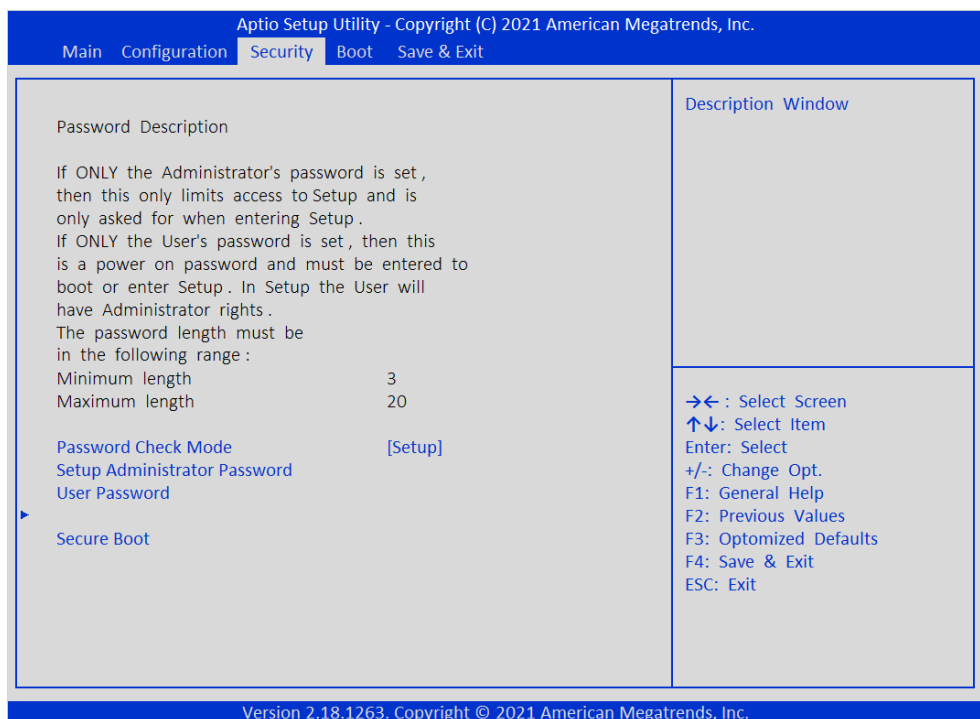 Aptio Setup Utility - Copyright (C) 2021 American Megatrends, Inc.
Main Configuration Security Boot Save & Exit
Password Description
If ONLY the Administrator's password is set,
then this only limits access to Setup and is
only asked for when entering Setup.
If ONLY the User's password is set, then this
is a power on password and must be entered to
boot or enter Setup. In Setup the User will
have Administrator rights.
The password length must be
in the following range:
Minimum length 3
Maximum length 20
Password Check Mode [Setup]
Setup Administrator Password
User Password
Secure Boot
Description Window
→←: Select Screen
↑↓: Select Item
Enter: Select
+/-: Change Opt.
F1: General Help
F2: Previous Values
F3: Optomized Defaults
F4: Save & Exit
ESC: Exit
Version 2.18.1263. Copyright © 2021 American Megatrends, Inc.